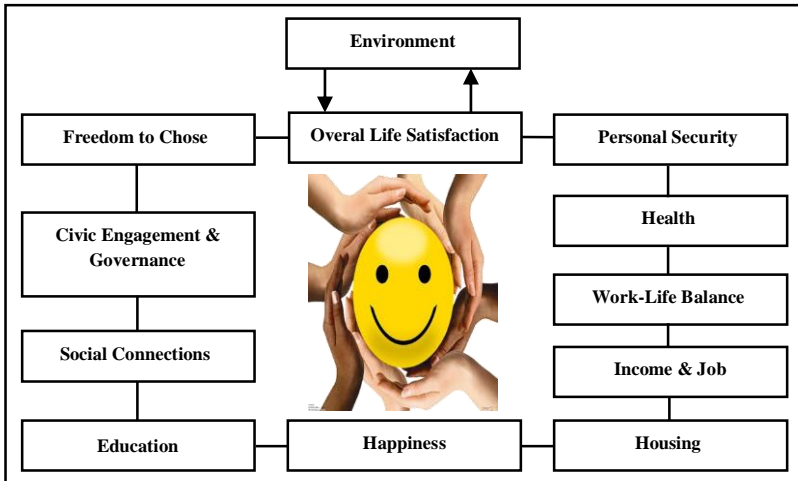 Environment
Freedom to Chose
Overal Life Satisfaction
Personal Security
Civic Engagement &
Governance
Health
Work-Life Balance
Social Connections
Income & Job
Education
Happiness
Housing